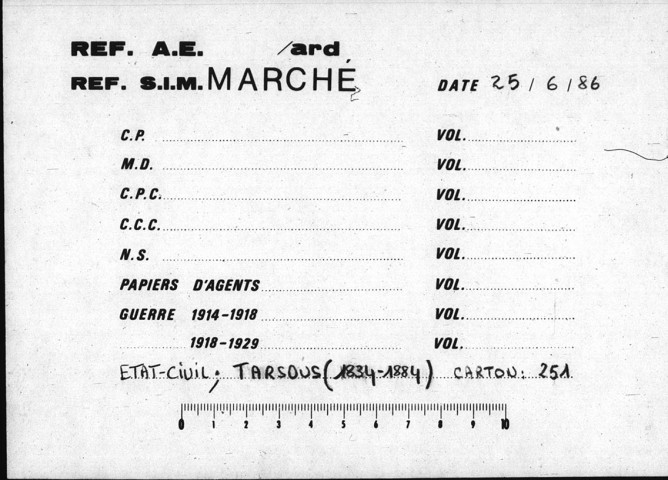 REF. A.E. /ard
REF. S.I.M. MARCHÉ DATE 25/6/86
C.P. VOL.
M.D. VOL.
C.P.C. VOL.
C.C.C. VOL.
N.S. VOL.
PAPIERS D'AGENTS VOL.
GUERRE 1914-1918 VOL.
1918-1929 VOL.
ETAT-CIVIL; TARSOUS (1834-1884) CARTON: 251
0 1 2 3 4 5 6 7 8 9 10